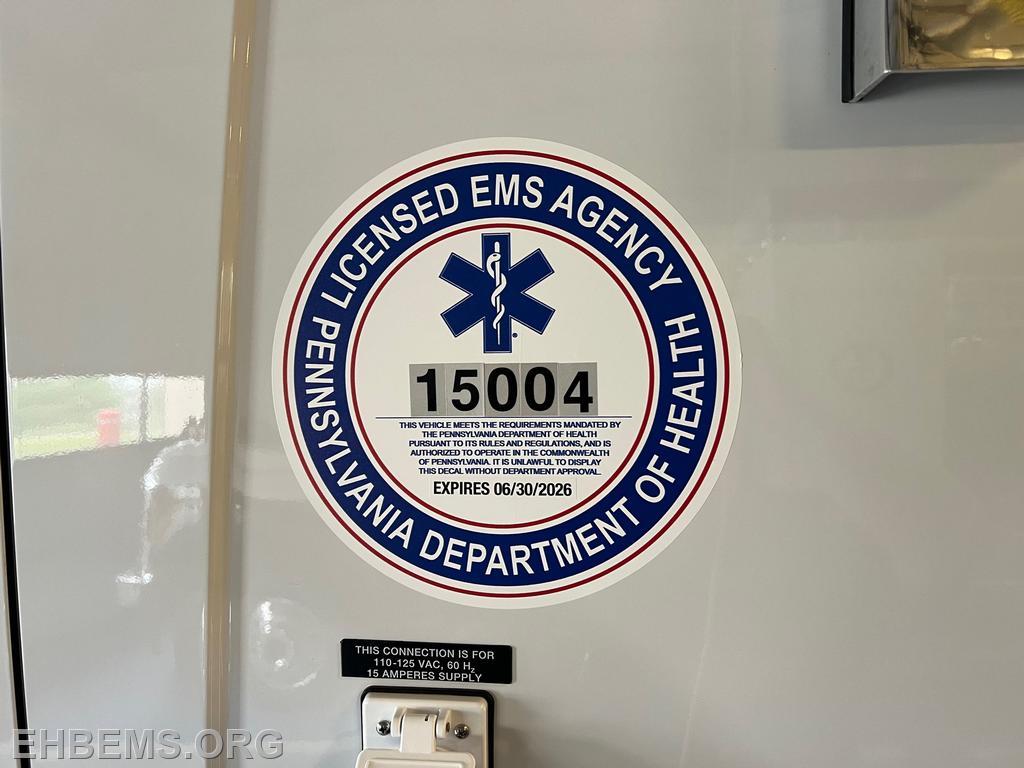 LICENSED EMS AGENCY
15004
THIS VEHICLE MEETS THE REQUIREMENTS MANDATED BY
THE PENNSYLVANIA DEPARTMENT OF HEALTH
PURSUANT TO ITS RULES AND REGULATIONS, AND IS
AUTHORIZED TO OPERATE IN THE COMMONWEALTH
OF PENNSYLVANIA. IT IS UNLAWFUL TO DISPLAY
THIS DECAL WITHOUT DEPARTMENT APPROVAL.
EXPIRES 06/30/2026
PENNSYLVANIA DEPARTMENT OF HEALTH
THIS CONNECTION IS FOR
110-125 VAC, 60 HZ
15 AMPERES SUPPLY
EHBEMS.ORG